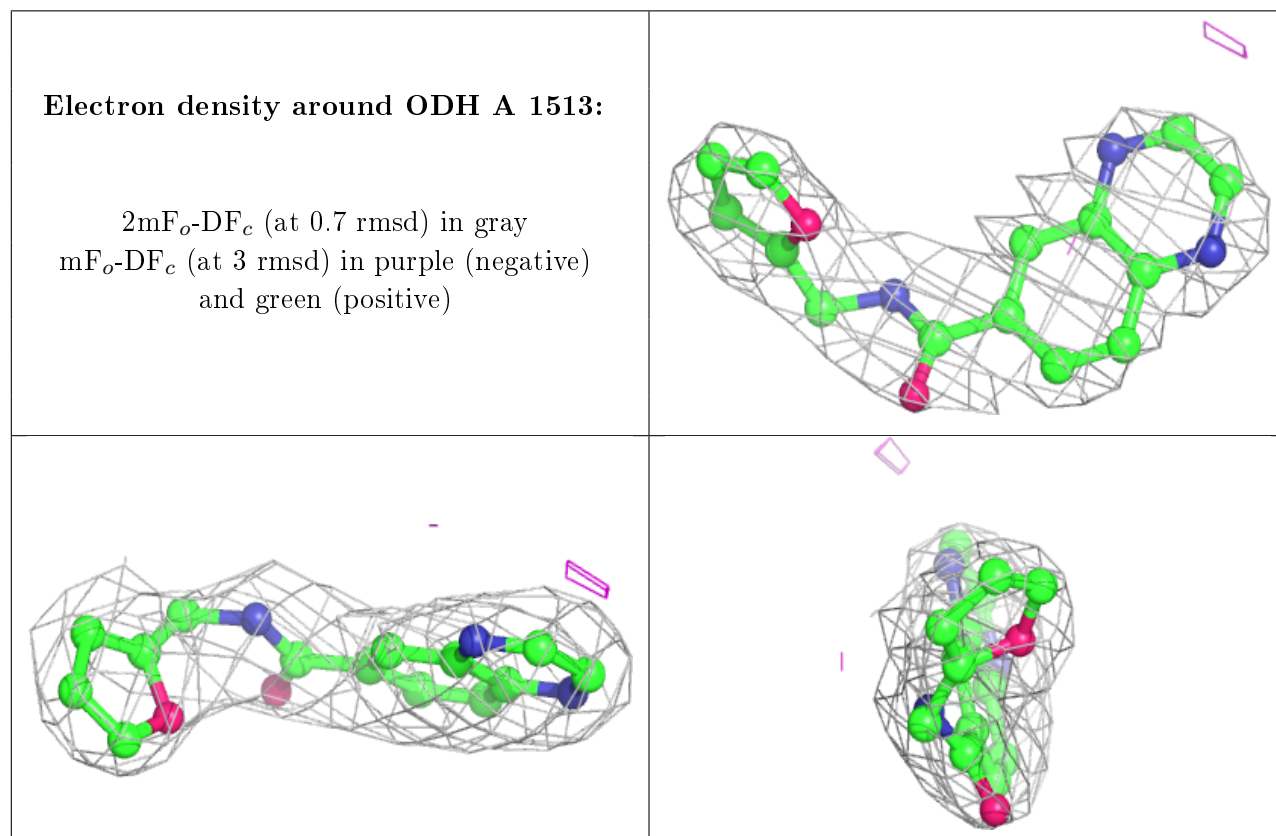 Electron density around ODH A 1513:
2mFo-DFc (at 0.7 rmsd) in gray
mFo-DFc (at 3 rmsd) in purple (negative)
and green (positive)